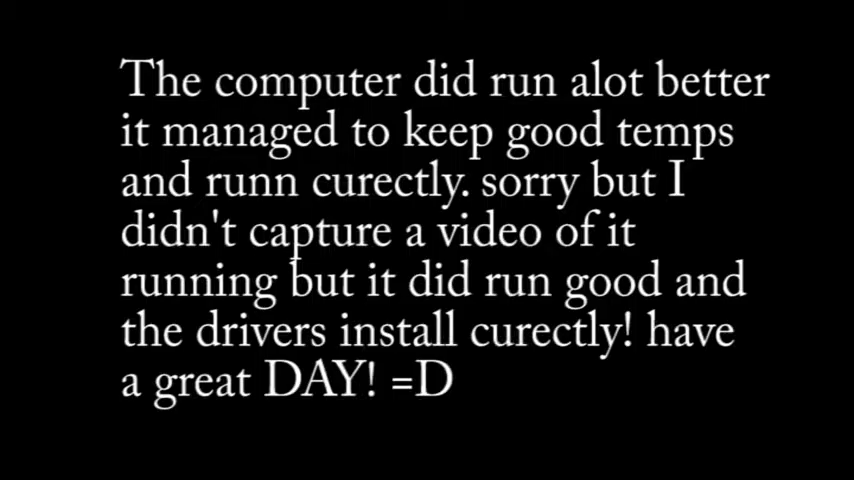 The computer did run alot better
it managed to keep good temps
and runn curectly. sorry but I
didn't capture a video of it
running but it did run good and
the drivers install curectly! have
a great DAY! =D